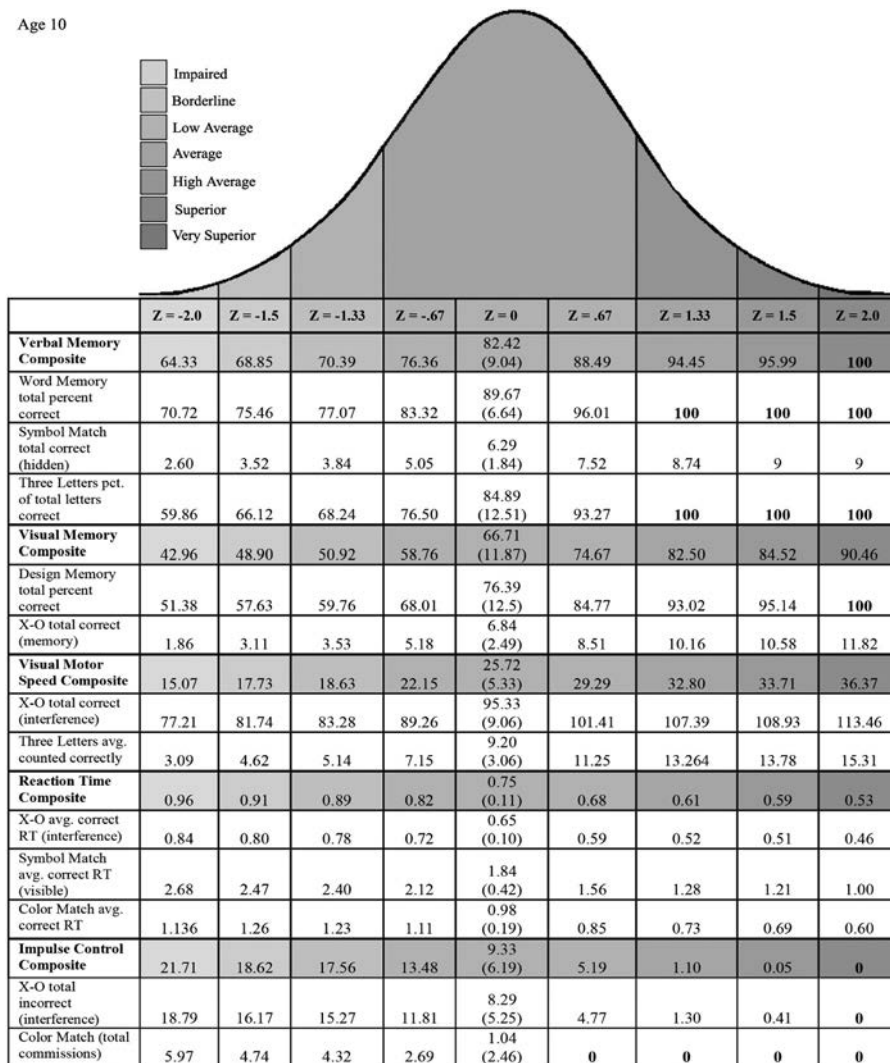 Age 10
Impaired
Borderline
Low Average
Average
High Average
Superior
Very Superior
Z = -2.0 Z = -1.5 Z = -1.33 Z = -.67 Z = 0 Z = .67 Z = 1.33 Z = 1.5 Z = 2.0
Verbal Memory
Composite 64.33 68.85 70.39 76.36 82.42 (9.04) 88.49 94.45 95.99 100
Word Memory
total percent
correct 70.72 75.46 77.07 83.32 89.67 (6.64) 96.01 100 100 100
Symbol Match
total correct
(hidden) 2.60 3.52 3.84 5.05 6.29 (1.84) 7.52 8.74 9 9
Three Letters pct.
of total letters
correct 59.86 66.12 68.24 76.50 84.89 (12.51) 93.27 100 100 100
Visual Memory
Composite 42.96 48.90 50.92 58.76 66.71 (11.87) 74.67 82.50 84.52 90.46
Design Memory
total percent
correct 51.38 57.63 59.76 68.01 76.39 (12.5) 84.77 93.02 95.14 100
X-O total correct
(memory) 1.86 3.11 3.53 5.18 6.84 (2.49) 8.51 10.16 10.58 11.82
Visual Motor
Speed Composite 15.07 17.73 18.63 22.15 25.72 (5.33) 29.29 32.80 33.71 36.37
X-O total correct
(interference) 77.21 81.74 83.28 89.26 95.33 (9.06) 101.41 107.39 108.93 113.46
Three Letters avg.
counted correctly 3.09 4.62 5.14 7.15 9.20 (3.06) 11.25 13.264 13.78 15.31
Reaction Time
Composite 0.96 0.91 0.89 0.82 0.75 (0.11) 0.68 0.61 0.59 0.53
X-O avg. correct
RT (interference) 0.84 0.80 0.78 0.72 0.65 (0.10) 0.59 0.52 0.51 0.46
Symbol Match
avg. correct RT
(visible) 2.68 2.47 2.40 2.12 1.84 (0.42) 1.56 1.28 1.21 1.00
Color Match avg.
correct RT 1.136 1.26 1.23 1.11 0.98 (0.19) 0.85 0.73 0.69 0.60
Impulse Control
Composite 21.71 18.62 17.56 13.48 9.33 (6.19) 5.19 1.10 0.05 0
X-O total
incorrect
(interference) 18.79 16.17 15.27 11.81 8.29 (5.25) 4.77 1.30 0.41 0
Color Match (total
commissions) 5.97 4.74 4.32 2.69 1.04 (2.46) 0 0 0 0